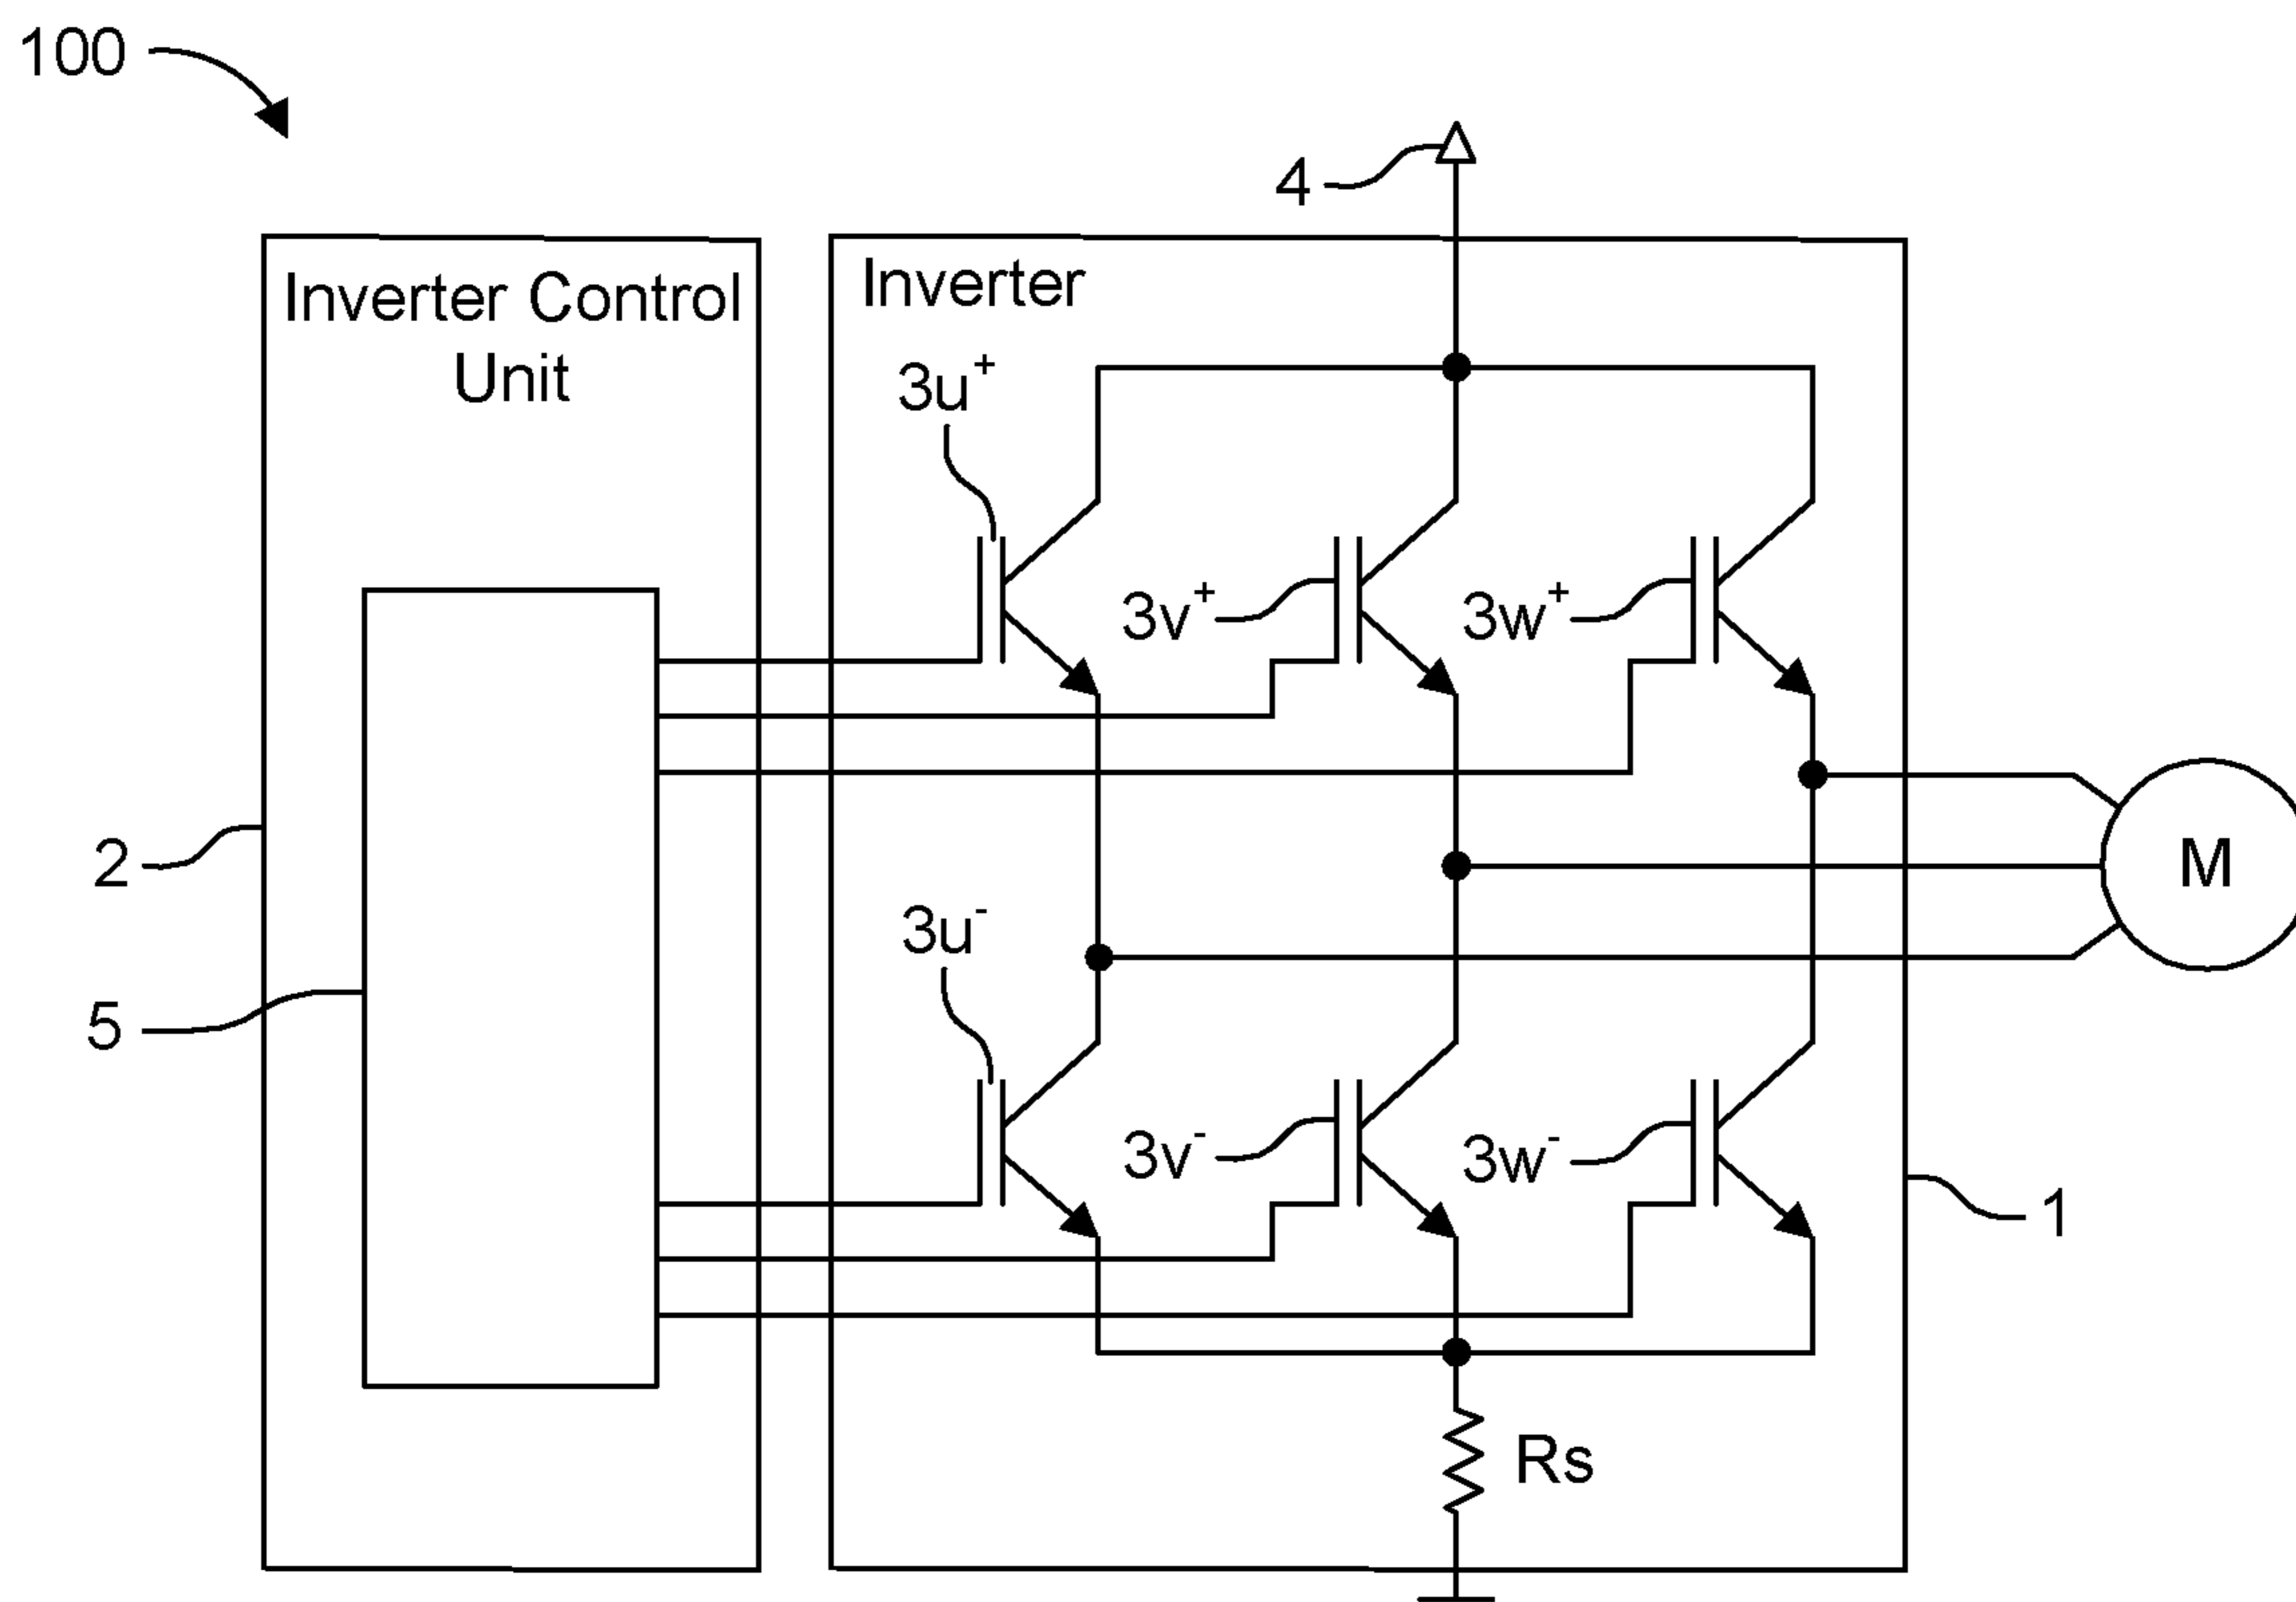 100
4
Inverter Control
Unit
Inverter
3u+
3v+
3w+
2
M
3u-
5
3v-
3w-
1
Rs